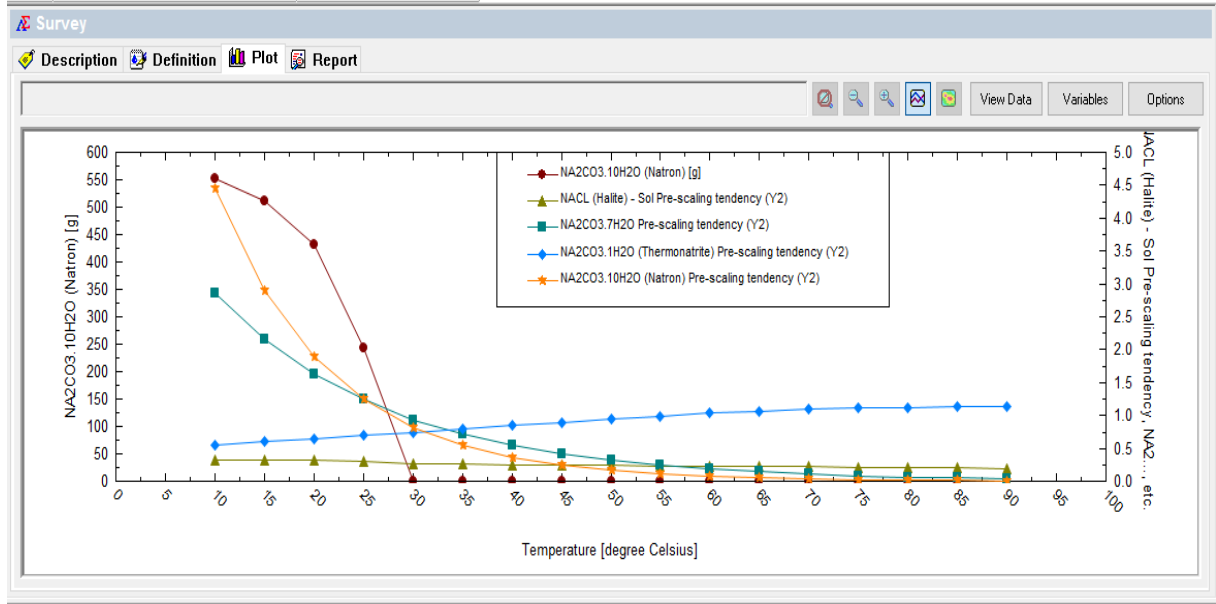 Survey
Description Definition Plot Report
View Data Variables Options
600
550
500
450
400
350
300
250
200
150
100
50
0
NA2CO3.10H2O (Natron) [g]
NA2CO3.10H2O (Natron) [g]
NACL (Halite) - Sol Pre-scaling tendency (Y2)
NA2CO3.7H2O Pre-scaling tendency (Y2)
NA2CO3.1H2O (Thermonatrite) Pre-scaling tendency (Y2)
NA2CO3.10H2O (Natron) Pre-scaling tendency (Y2)
5.0
4.5
4.0
3.5
3.0
2.5
2.0
1.5
1.0
0.5
0.0
NACL (Halite) - Sol Pre-scaling tendency, NA2..., etc.
0 5 10 15 20 25 30 35 40 45 50 55 60 65 70 75 80 85 90 95 100
Temperature [degree Celsius]